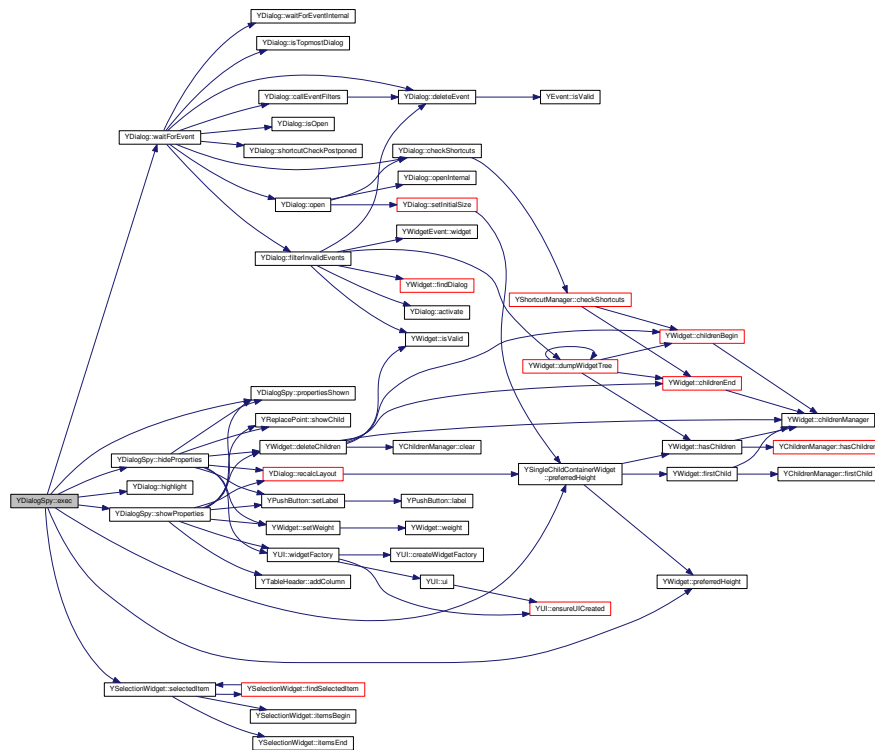 YDialog::waitForEventInternal
YDialog::isTopmostDialog
YDialog::callEventFilters
YDialog::deleteEvent
YEvent::isValid
YDialog::isOpen
YDialog::waitForEvent
YDialog::shortcutCheckPostponed
YDialog::checkShortcuts
YDialog::openInternal
YDialog::open
YDialog::setInitialSize
YWidgetEvent::widget
YDialog::filterInvalidEvents
YWidget::findDialog
YShortcutManager::checkShortcuts
YDialog::activate
YWidget::isValid
YWidget::childrenBegin
YWidget::dumpWidgetTree
YWidget::childrenEnd
YDialogSpy::propertiesShown
YReplacePoint::showChild
YWidget::childrenManager
YWidget::deleteChildren
YChildrenManager::clear
YWidget::hasChildren
YChildrenManager::hasChildren
YDialogSpy::hideProperties
YDialog::recalcLayout
YSingleChildContainerWidget
::preferredHeight
YWidget::firstChild
YChildrenManager::firstChild
YDialog::highlight
YDialogSpy::exec
YPushButton::setLabel
YPushButton::label
YDialogSpy::showProperties
YWidget::setWeight
YWidget::weight
YUI::widgetFactory
YUI::createWidgetFactory
YTableHeader::addColumn
YUI::ui
YWidget::preferredHeight
YUI::ensureUICreated
YSelectionWidget::selectedItem
YSelectionWidget::findSelectedItem
YSelectionWidget::itemsBegin
YSelectionWidget::itemsEnd